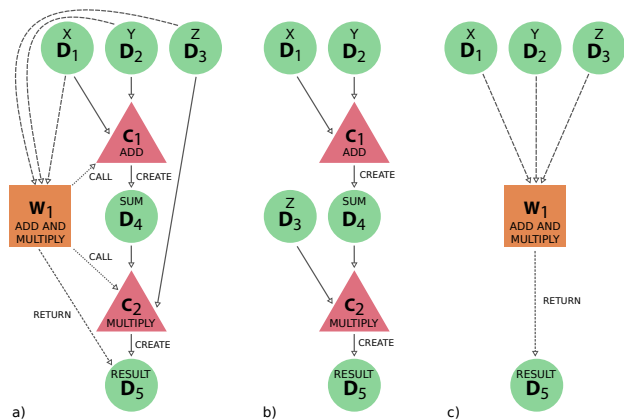 X
D1
Y
D2
Z
D3
C1
ADD
CALL
CREATE
W1
ADD AND
MULTIPLY
SUM
D4
CALL
C2
MULTIPLY
RETURN
CREATE
RESULT
D5
a)
X
D1
Y
D2
C1
ADD
CREATE
Z
D3
SUM
D4
C2
MULTIPLY
CREATE
RESULT
D5
b)
X
D1
Y
D2
Z
D3
W1
ADD AND
MULTIPLY
RETURN
RESULT
D5
c)